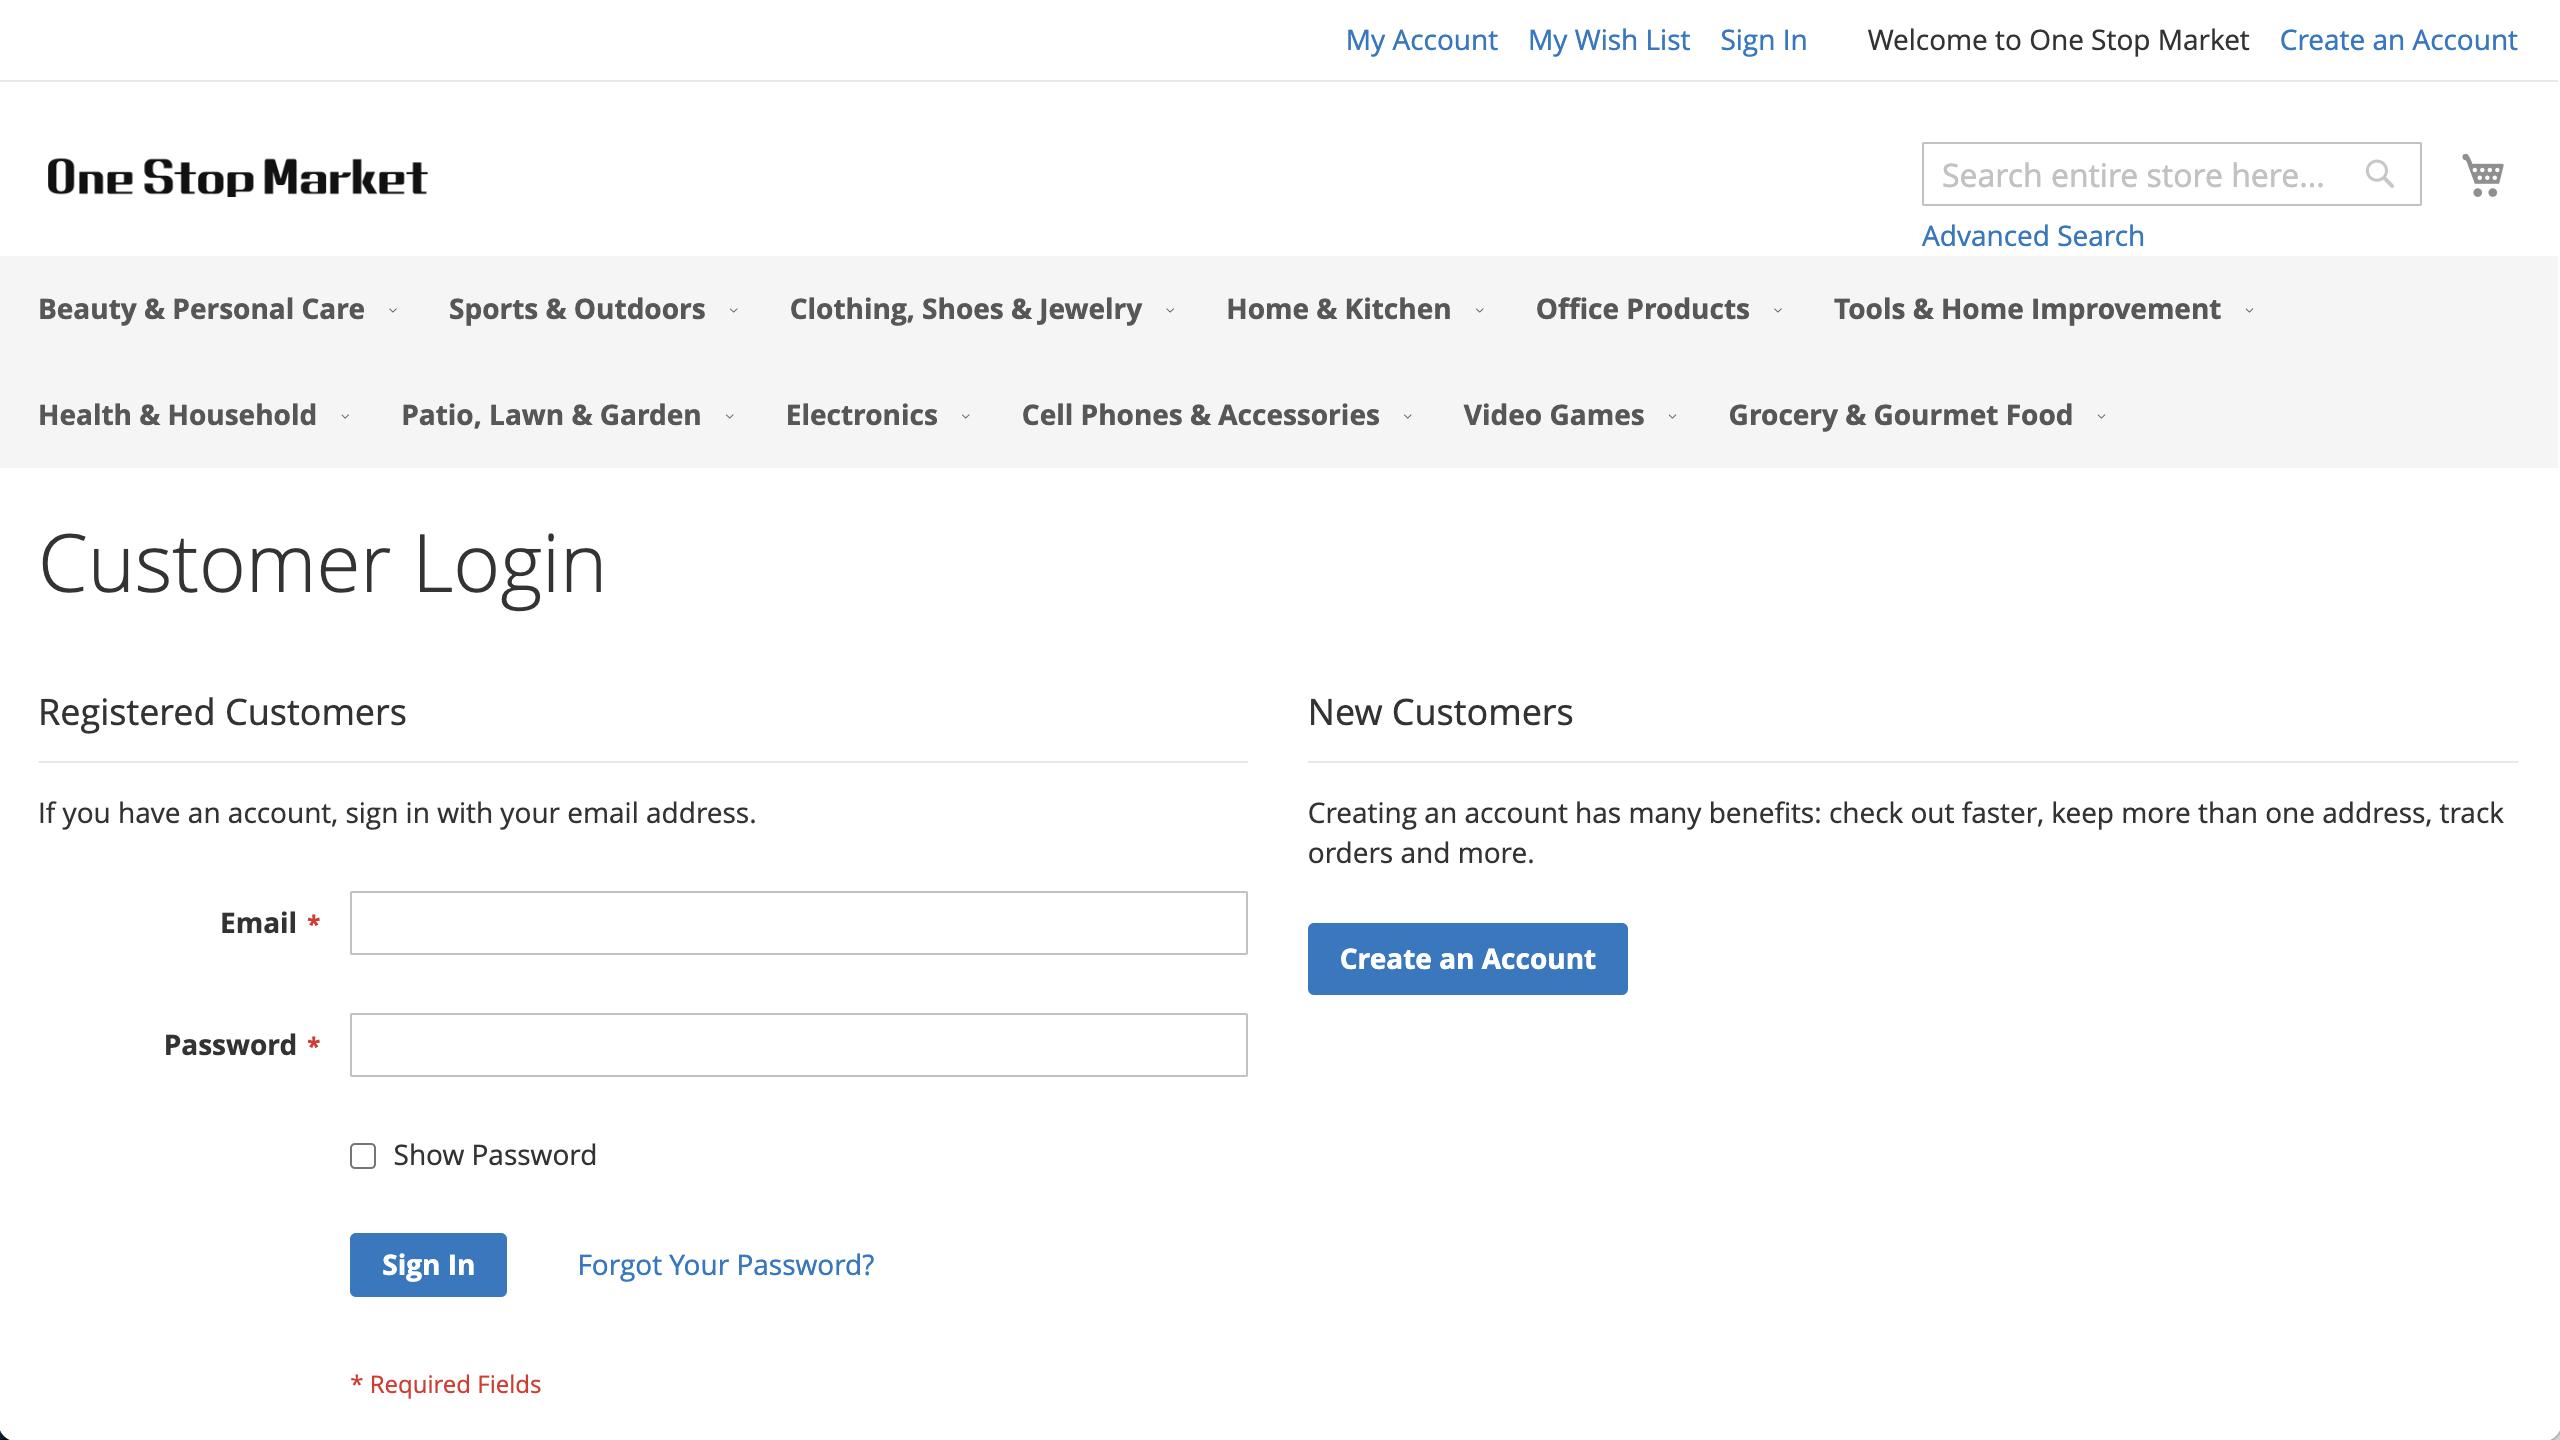 My Account My Wish List Sign In Welcome to One Stop Market Create an Account
One Stop Market
Search entire store here...
Advanced Search
Beauty & Personal Care Sports & Outdoors Clothing, Shoes & Jewelry Home & Kitchen Office Products Tools & Home Improvement
Health & Household Patio, Lawn & Garden Electronics Cell Phones & Accessories Video Games Grocery & Gourmet Food
Customer Login
Registered Customers
If you have an account, sign in with your email address.
Email *
Password *
Show Password
Sign In Forgot Your Password?
* Required Fields
New Customers
Creating an account has many benefits: check out faster, keep more than one address, track
orders and more.
Create an Account